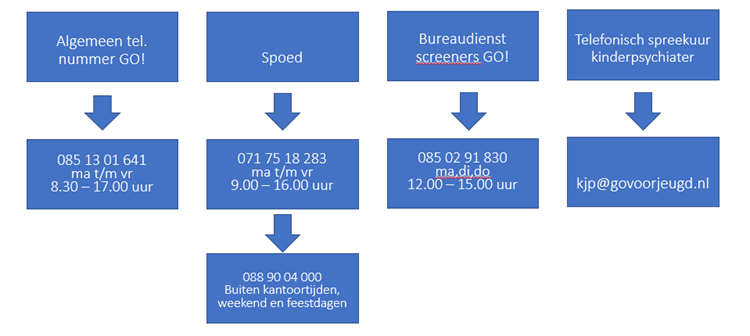 Algemeen tel.
nummer GO!
Spoed
Bureaudienst
screeners GO!
Telefonisch spreekuur
kinderpsychiater
085 13 01 641
ma t/m vr
8.30 – 17.00 uur
071 75 18 283
ma t/m vr
9.00 – 16.00 uur
085 02 91 830
ma,di,do
12.00 – 15.00 uur
kjp@govoorjeugd.nl
088 90 04 000
Buiten kantoortijden,
weekend en feestdagen